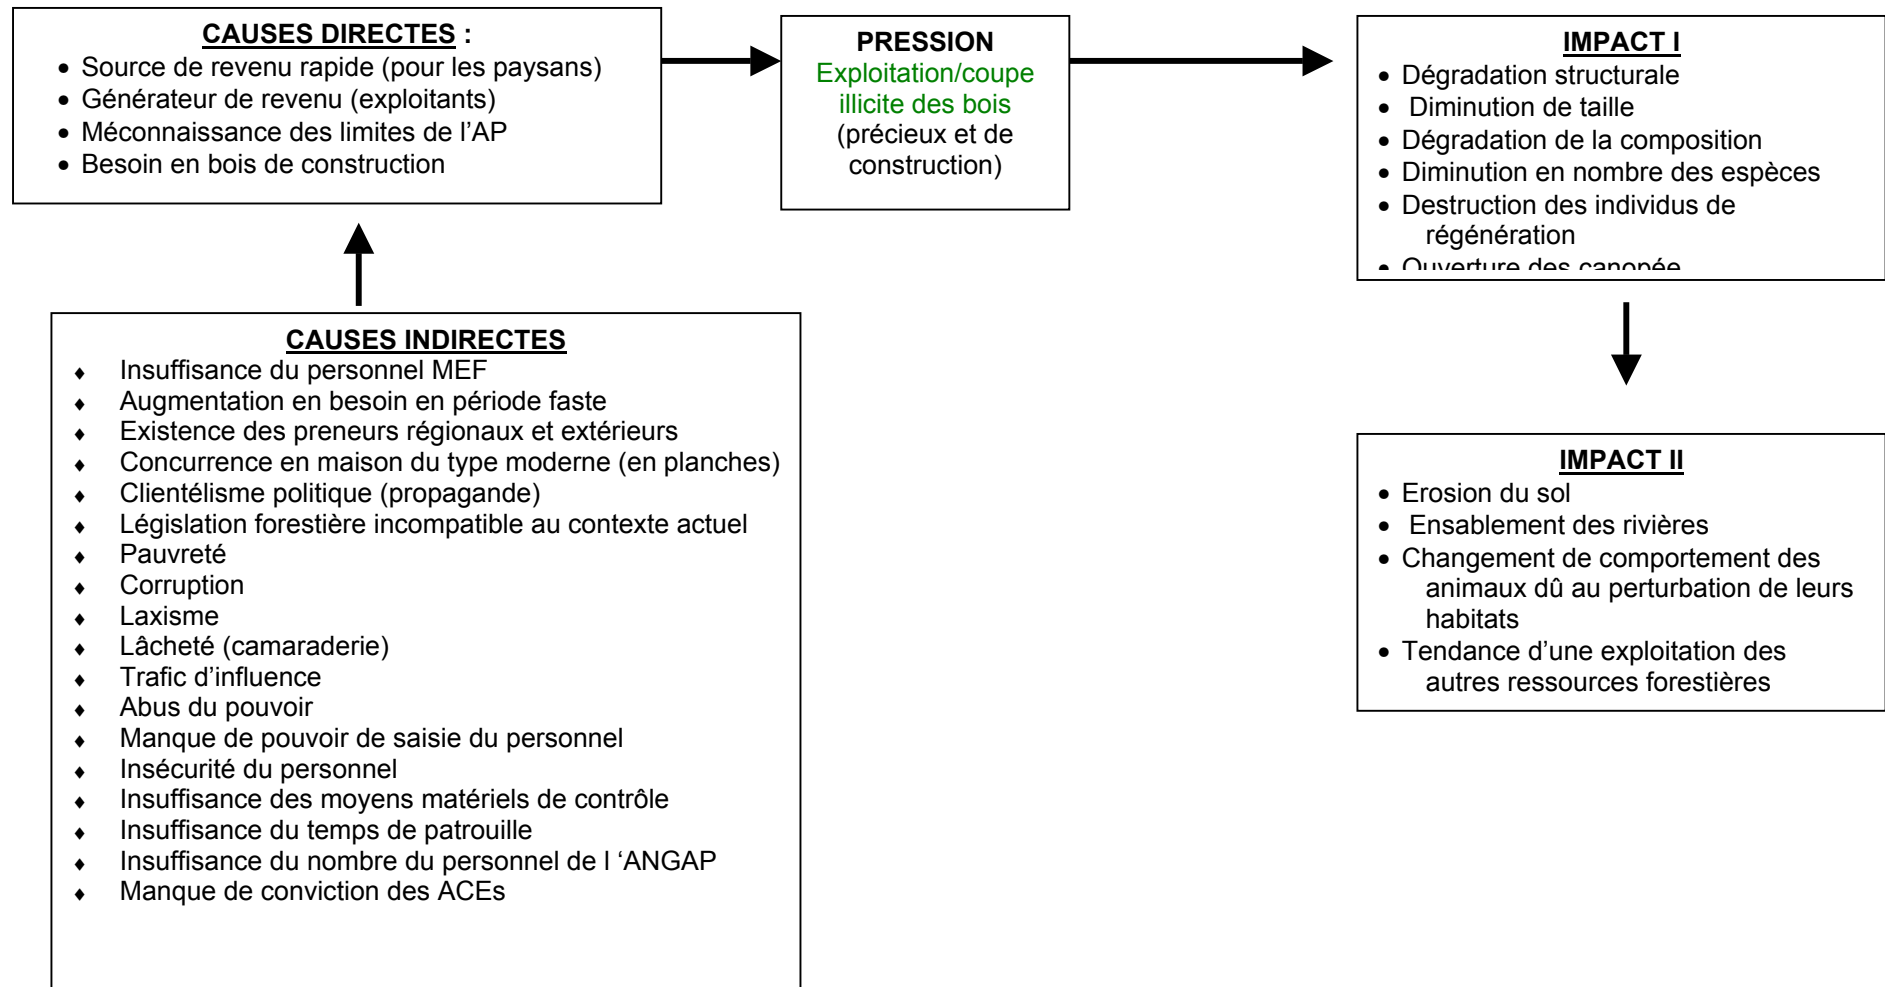 CAUSES DIRECTES :
• Source de revenu rapide (pour les paysans)
• Générateur de revenu (exploitants)
• Méconnaissance des limites de l’AP
• Besoin en bois de construction
PRESSION
Exploitation/coupe
illicite des bois
(précieux et de
construction)
IMPACT I
• Dégradation structurale
• Diminution de taille
• Dégradation de la composition
• Diminution en nombre des espèces
• Destruction des individus de
régénération
• Ouverture des canopée
CAUSES INDIRECTES
♦ Insuffisance du personnel MEF
♦ Augmentation en besoin en période faste
♦ Existence des preneurs régionaux et extérieurs
♦ Concurrence en maison du type moderne (en planches)
♦ Clientélisme politique (propagande)
♦ Législation forestière incompatible au contexte actuel
♦ Pauvreté
♦ Corruption
♦ Laxisme
♦ Lâcheté (camaraderie)
♦ Trafic d’influence
♦ Abus du pouvoir
♦ Manque de pouvoir de saisie du personnel
♦ Insécurité du personnel
♦ Insuffisance des moyens matériels de contrôle
♦ Insuffisance du temps de patrouille
♦ Insuffisance du nombre du personnel de l ‘ANGAP
♦ Manque de conviction des ACEs
IMPACT II
• Erosion du sol
• Ensablement des rivières
• Changement de comportement des
animaux dû au perturbation de leurs
habitats
• Tendance d’une exploitation des
autres ressources forestières